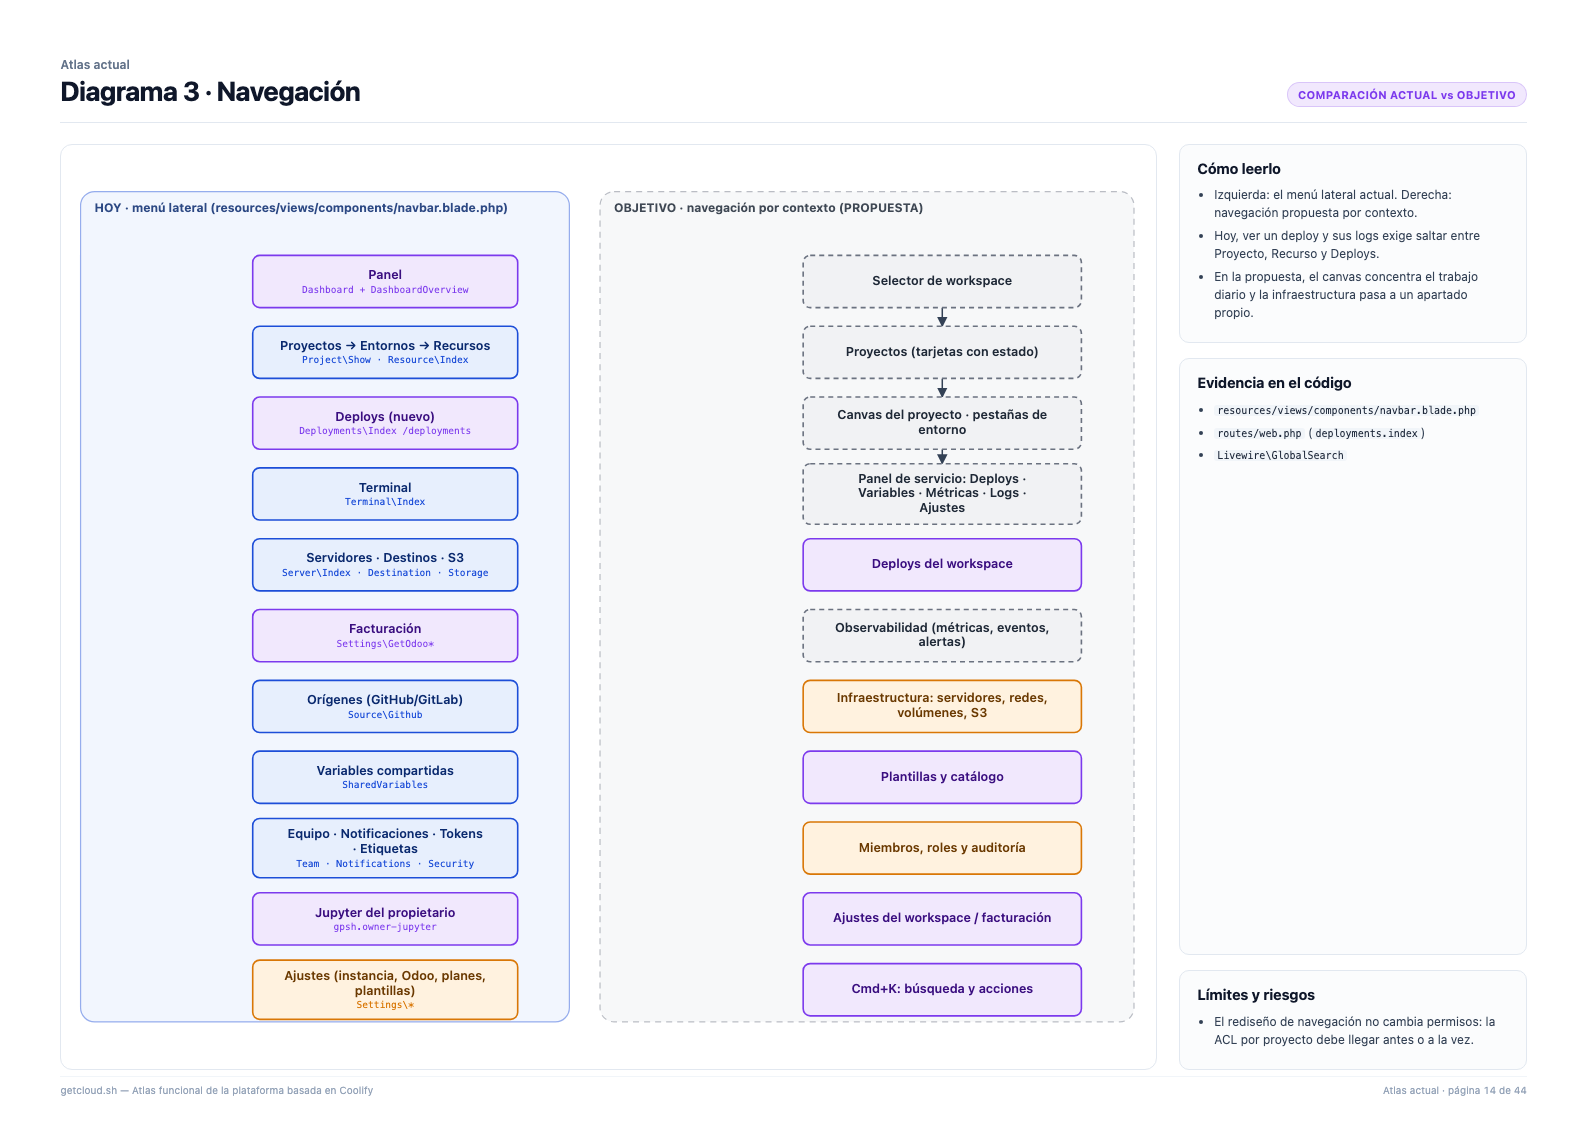 Atlas actual
Diagrama 3 · Navegación
COMPARACIÓN ACTUAL vs OBJETIVO
HOY · menú lateral (resources/views/components/navbar.blade.php)
Panel
Dashboard + DashboardOverview
Proyectos → Entornos → Recursos
Project\Show · Resource\Index
Deploys (nuevo)
Deployments\Index /deployments
Terminal
Terminal\Index
Servidores · Destinos · S3
Server\Index · Destination · Storage
Facturación
Settings\GetOdoo*
Orígenes (GitHub/GitLab)
Source\Github
Variables compartidas
SharedVariables
Equipo · Notificaciones · Tokens
· Etiquetas
Team · Notifications · Security
Jupyter del propietario
gpsh.owner-jupyter
Ajustes (instancia, Odoo, planes,
plantillas)
Settings\*
OBJETIVO · navegación por contexto (PROPUESTA)
Selector de workspace
Proyectos (tarjetas con estado)
Canvas del proyecto · pestañas de
entorno
Panel de servicio: Deploys ·
Variables · Métricas · Logs ·
Ajustes
Deploys del workspace
Observabilidad (métricas, eventos,
alertas)
Infraestructura: servidores, redes,
volúmenes, S3
Plantillas y catálogo
Miembros, roles y auditoría
Ajustes del workspace / facturación
Cmd+K: búsqueda y acciones
Cómo leerlo
• Izquierda: el menú lateral actual. Derecha:
navegación propuesta por contexto.
• Hoy, ver un deploy y sus logs exige saltar entre
Proyecto, Recurso y Deploys.
• En la propuesta, el canvas concentra el trabajo
diario y la infraestructura pasa a un apartado
propio.
Evidencia en el código
• resources/views/components/navbar.blade.php
• routes/web.php (deployments.index)
• Livewire\GlobalSearch
Límites y riesgos
• El rediseño de navegación no cambia permisos: la
ACL por proyecto debe llegar antes o a la vez.
getcloud.sh — Atlas funcional de la plataforma basada en Coolify
Atlas actual · página 14 de 44